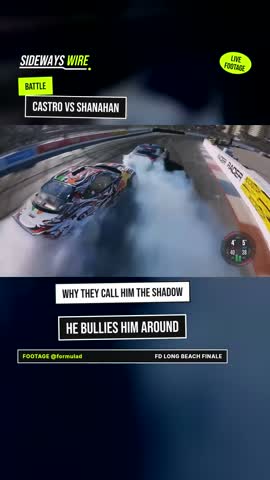 SIDEWAYS WIRE.
LIVE
FOOTAGE
BATTLE
CASTRO VS SHANAHAN
WHY THEY CALL HIM THE SHADOW
HE BULLIES HIM AROUND
FOOTAGE @formulad
FD LONG BEACH FINALE